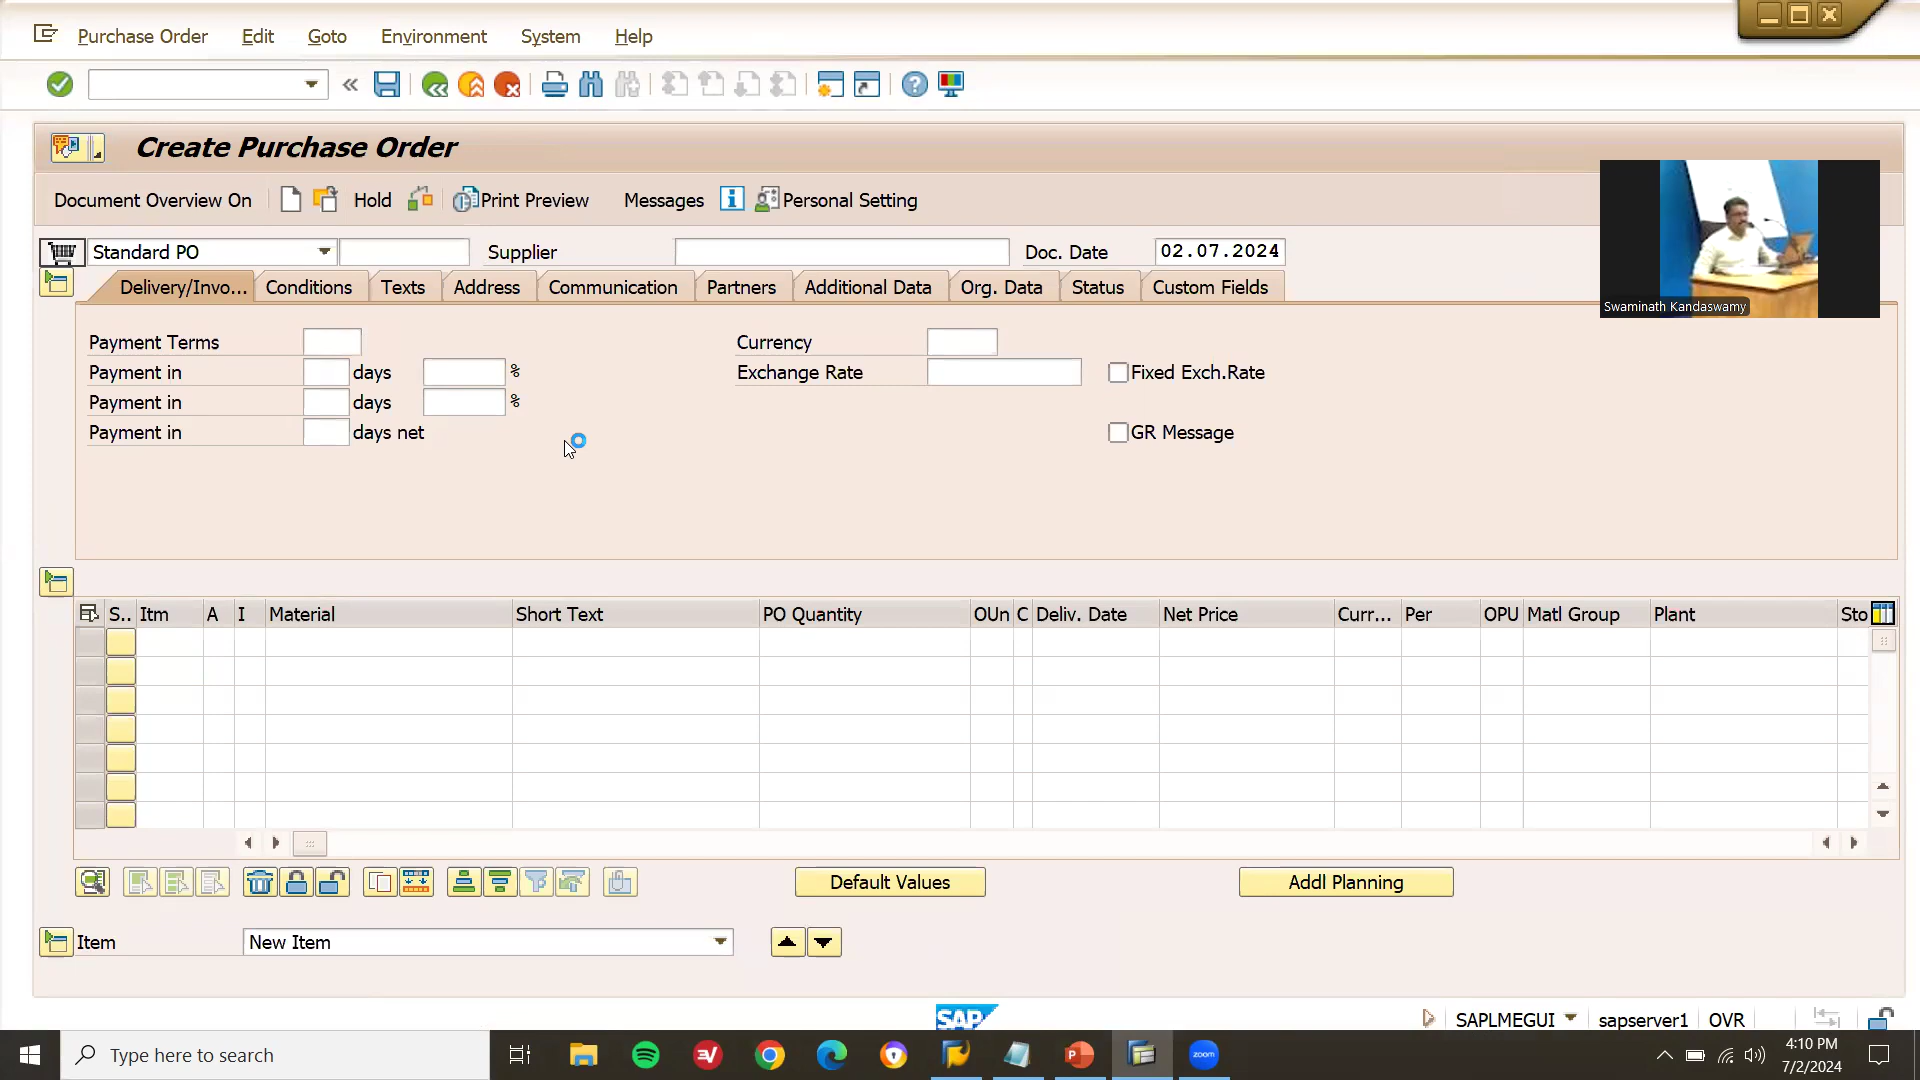 Purchase Order Edit Goto Environment System Help
Create Purchase Order
Document Overview On Hold Print Preview Messages Personal Setting
Standard PO Supplier Doc. Date 02.07.2024
Delivery/Invo... Conditions Texts Address Communication Partners Additional Data Org. Data Status Custom Fields
Swaminath Kandaswamy
Payment Terms Currency
Payment in days % Exchange Rate Fixed Exch.Rate
Payment in days %
Payment in days net GR Message
S.. Itm A I Material Short Text PO Quantity OUn C Deliv. Date Net Price Curr... Per OPU Matl Group Plant Sto
Default Values Addl Planning
Item New Item
SAP SAPLMEGUI sapserver1 OVR
Type here to search zoom 4:10 PM
7/2/2024